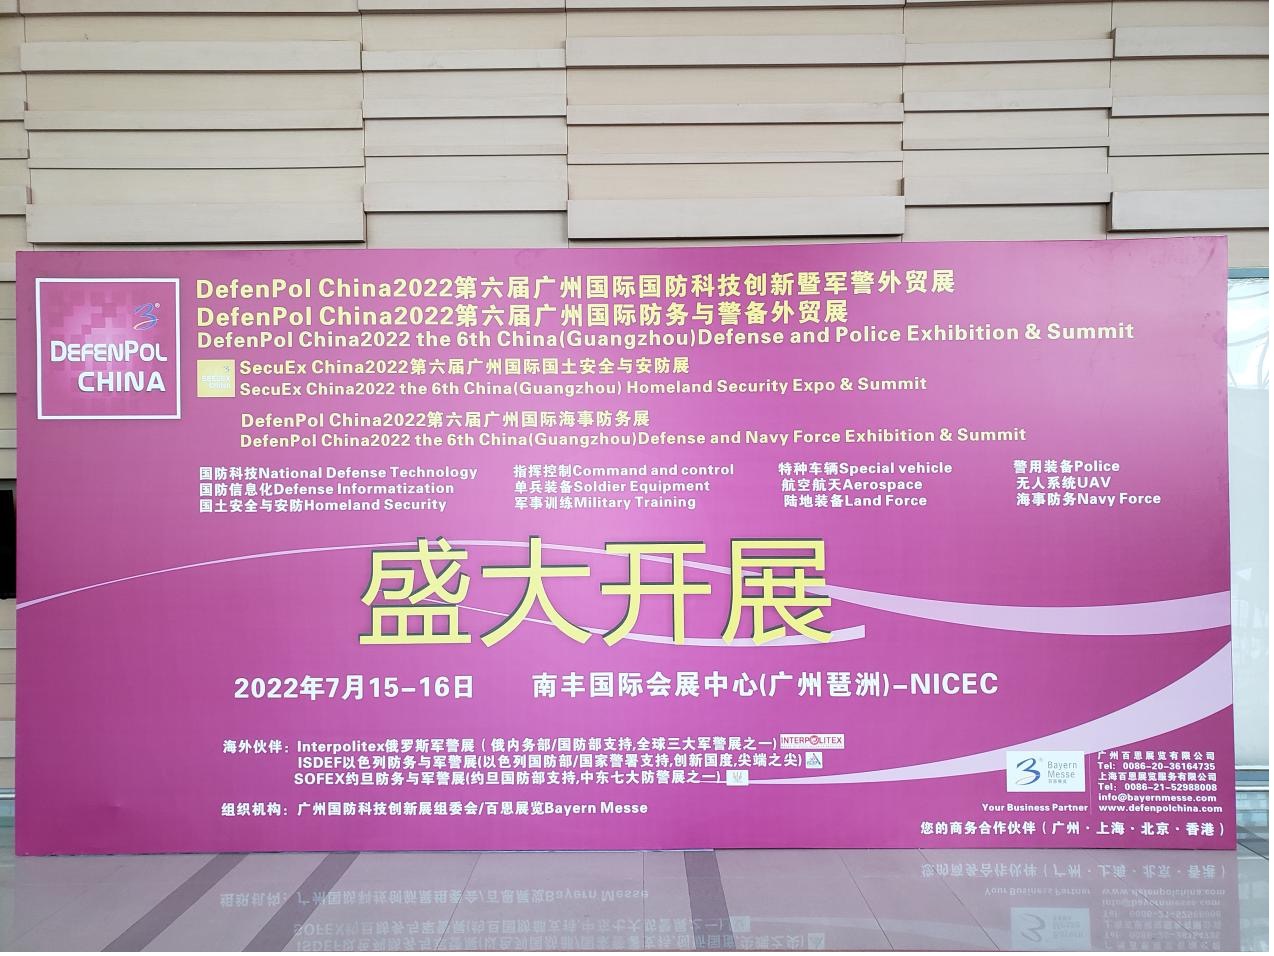 DEFENPOL
CHINA
DefenPol China2022第六届广州国际国防科技创新暨军警外贸展
DefenPol China2022第六届广州国际防务与警备外贸展
DefenPol China2022 the 6th China(Guangzhou)Defense and Police Exhibition & Summit
SecuEx China2022第六届广州国际国土安全与安防展
SecuEx China2022 the 6th China(Guangzhou) Homeland Security Expo & Summit
DefenPol China2022第六届广州国际海事防务展
DefenPol China2022 the 6th China(Guangzhou)Defense and Navy Force Exhibition & Summit
国防科技National Defense Technology 指挥控制Command and control 特种车辆Special vehicle 警用装备Police
国防信息化Defense Informatization 单兵装备Soldier Equipment 航空航天Aerospace 无人系统UAV
国土安全与安防Homeland Security 军事训练Military Training 陆地装备Land Force 海事防务Navy Force
盛大开展
2022年7月15-16日 南丰国际会展中心(广州琶洲)-NICEC
海外伙伴：Interpolitex俄罗斯军警展（俄内务部/国防部支持,全球三大军警展之一) INTERPOLITEX
ISDEF以色列防务与军警展(以色列国防部/国家警署支持,创新国度,尖端之尖)
SOFEX约旦防务与军警展(约旦国防部支持,中东七大防警展之一)
组织机构：广州国防科技创新展组委会/百恩展览Bayern Messe
Bayern
Messe
百恩展览
Your Business Partner
广州百恩展览有限公司
Tel: 0086-20-36164735
上海百恩展览服务有限公司
Tel: 0086-21-52988008
info@bayernmesse.com
www.defenpolchina.com
您的商务合作伙伴（广州·上海·北京·香港）